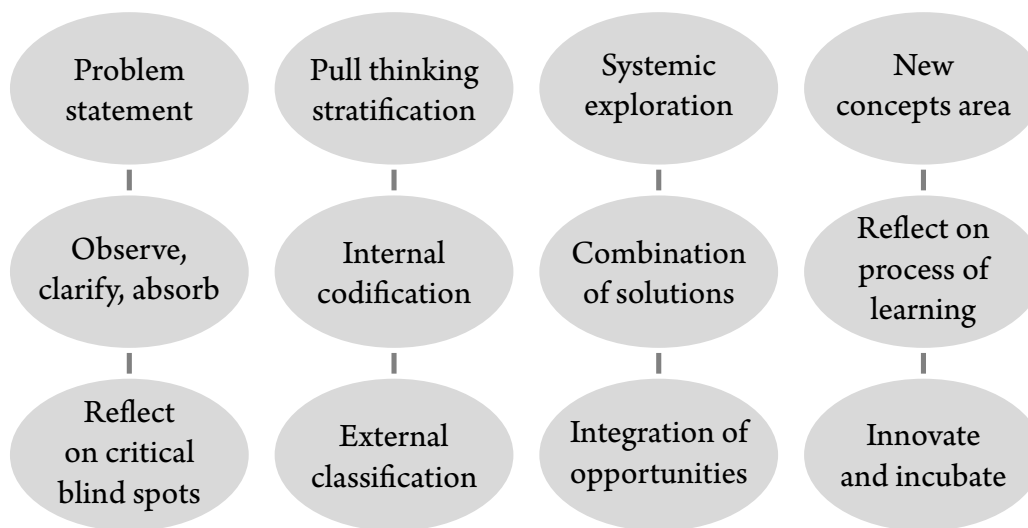 Problem
statement
Pull thinking
stratification
Systemic
exploration
New
concepts area
Observe,
clarify, absorb
Internal
codification
Combination
of solutions
Reflect on
process of
learning
Reflect
on critical
blind spots
External
classification
Integration of
opportunities
Innovate
and incubate